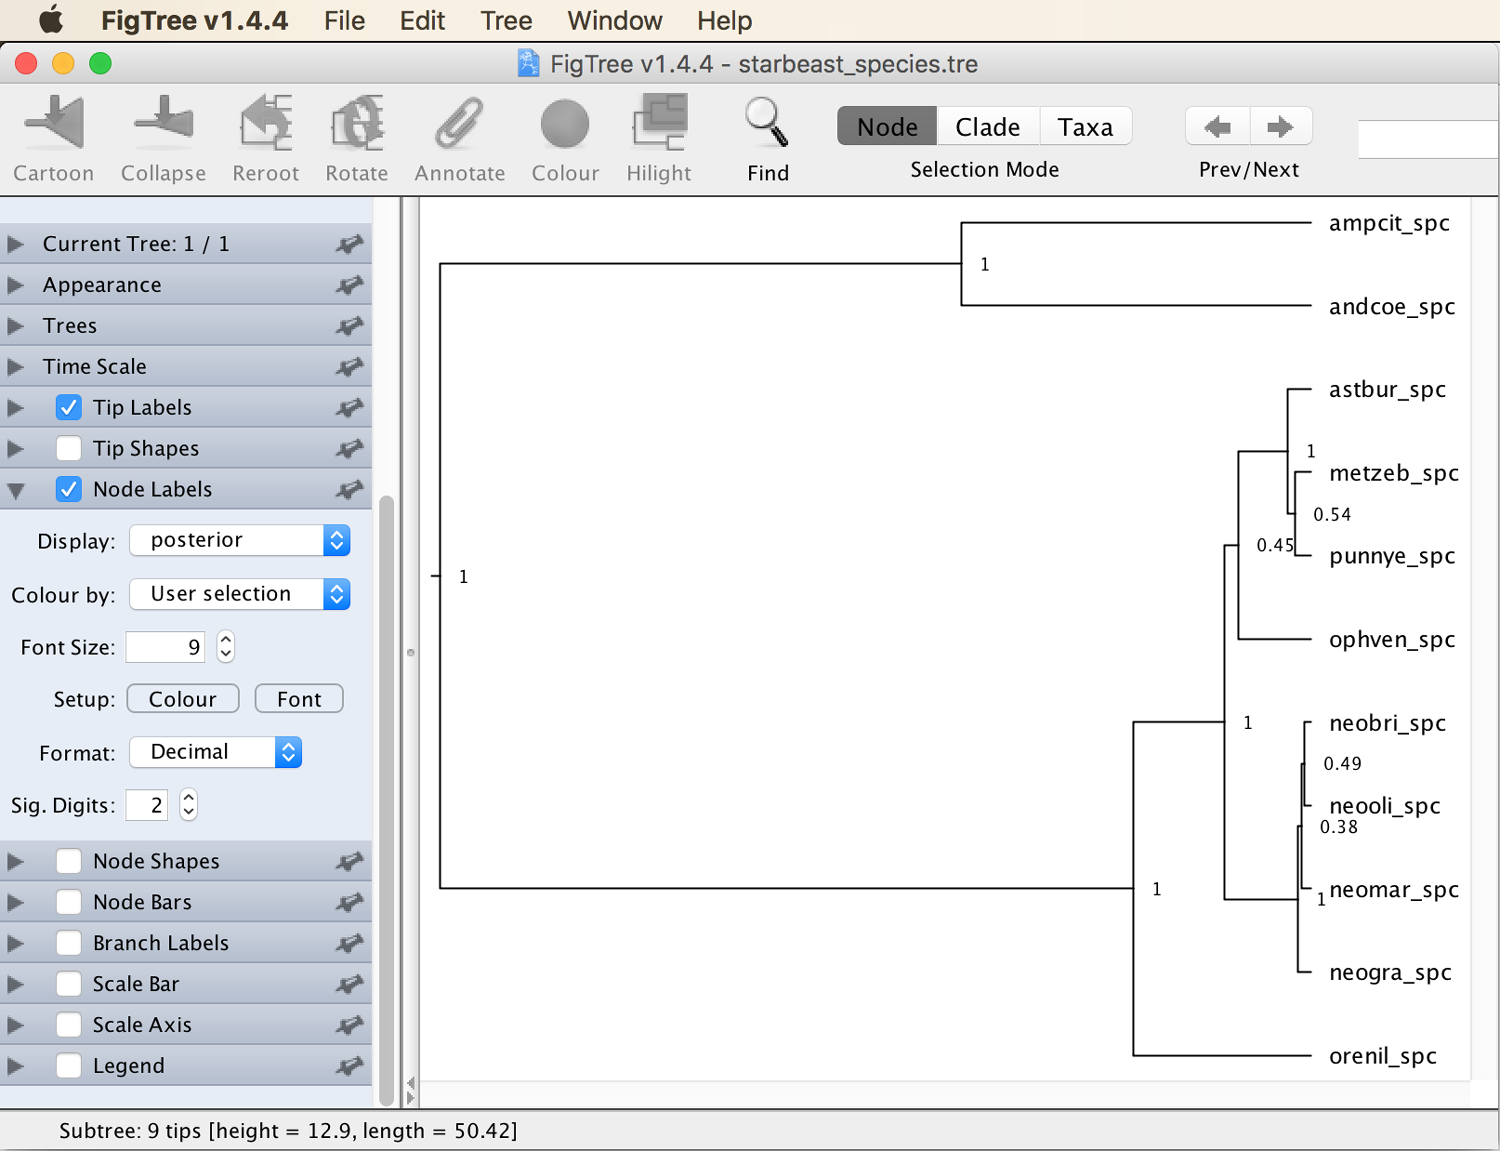 FigTree v1.4.4 File Edit Tree Window Help
FigTree v1.4.4 - starbeast_species.tre
Node Clade Taxa
Cartoon Collapse Reroot Rotate Annotate Colour Hilight Find Selection Mode Prev/Next
Current Tree: 1 / 1
Appearance
Trees
Time Scale
Tip Labels
Tip Shapes
Node Labels
Display: posterior
Colour by: User selection
Font Size: 9
Setup: Colour Font
Format: Decimal
Sig. Digits: 2
Node Shapes
Node Bars
Branch Labels
Scale Bar
Scale Axis
Legend
ampcit_spc
1
andcoe_spc
astbur_spc
1
metzeb_spc
0.54
0.45
punnye_spc
1
ophven_spc
1
neobri_spc
0.49
neooli_spc
0.38
1
neomar_spc
1
neogra_spc
orenil_spc
Subtree: 9 tips [height = 12.9, length = 50.42]